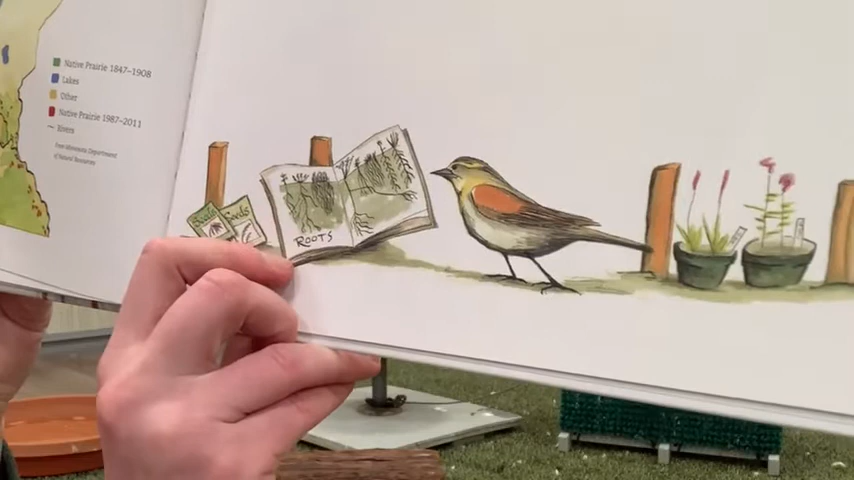 Native Prairie 1847–1908
Lakes
Other
Native Prairie 1987–2011
Rivers
From Minnesota Department
of Natural Resources
Seeds
Seeds
ROOTS